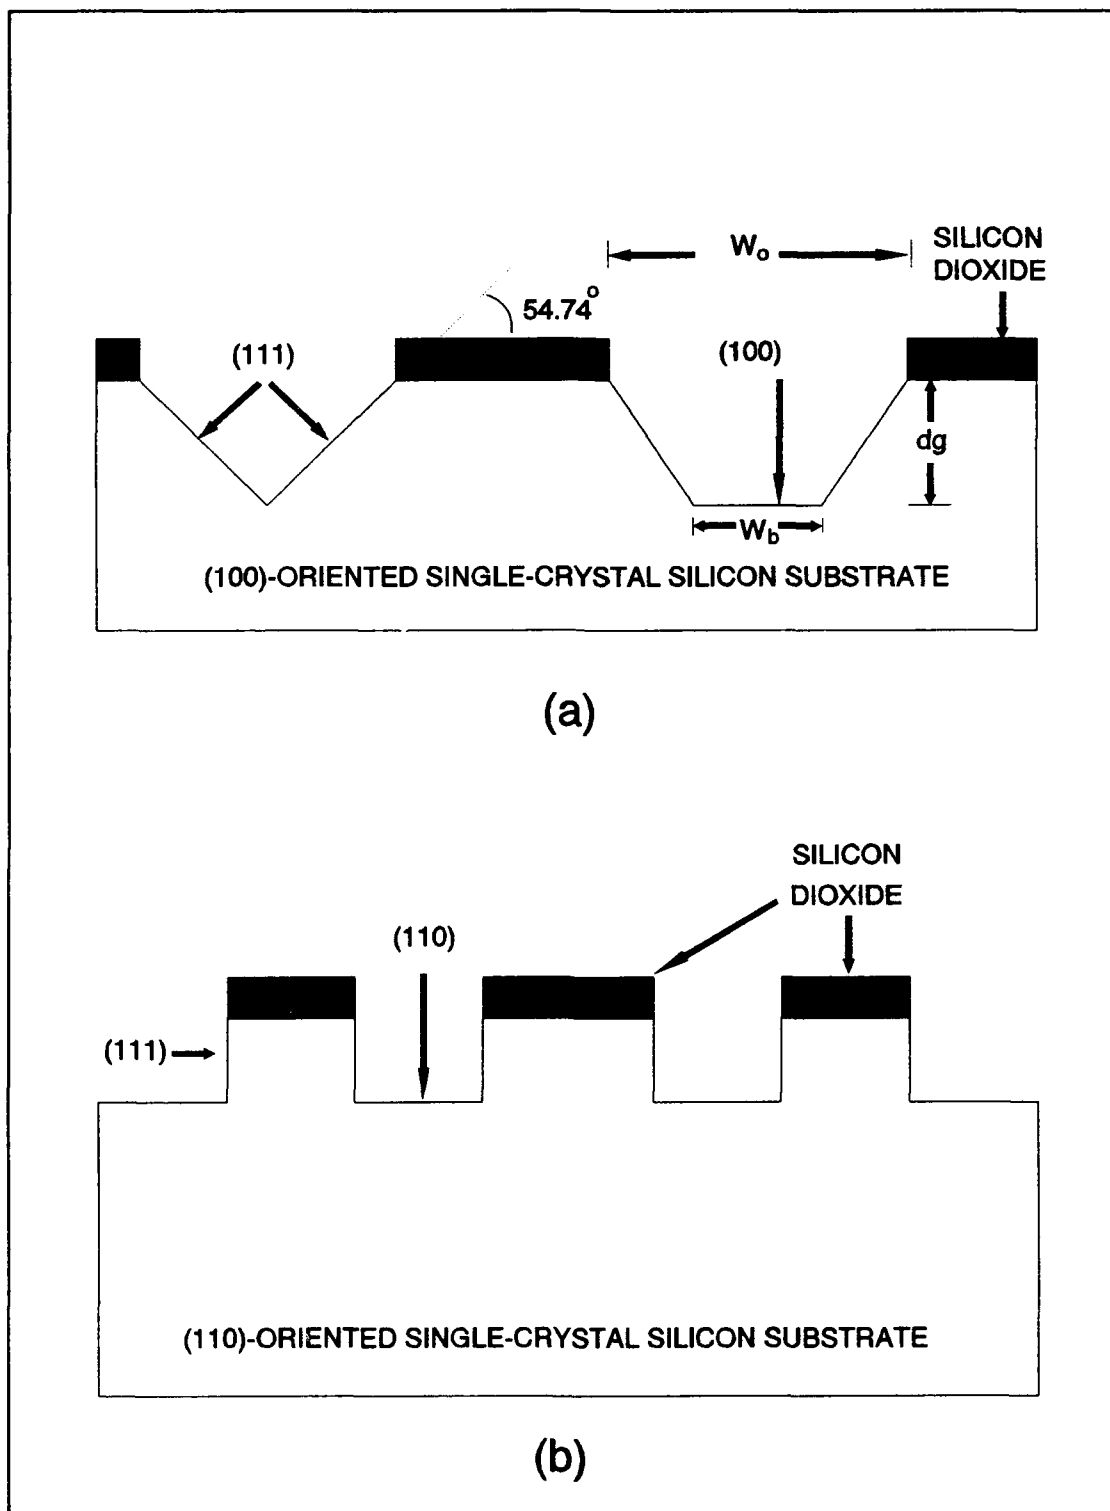 Wo
SILICON
DIOXIDE
54.74°
(111)
(100)
dg
Wb
(100)-ORIENTED SINGLE-CRYSTAL SILICON SUBSTRATE
(a)
SILICON
DIOXIDE
(110)
(111)
(110)-ORIENTED SINGLE-CRYSTAL SILICON SUBSTRATE
(b)